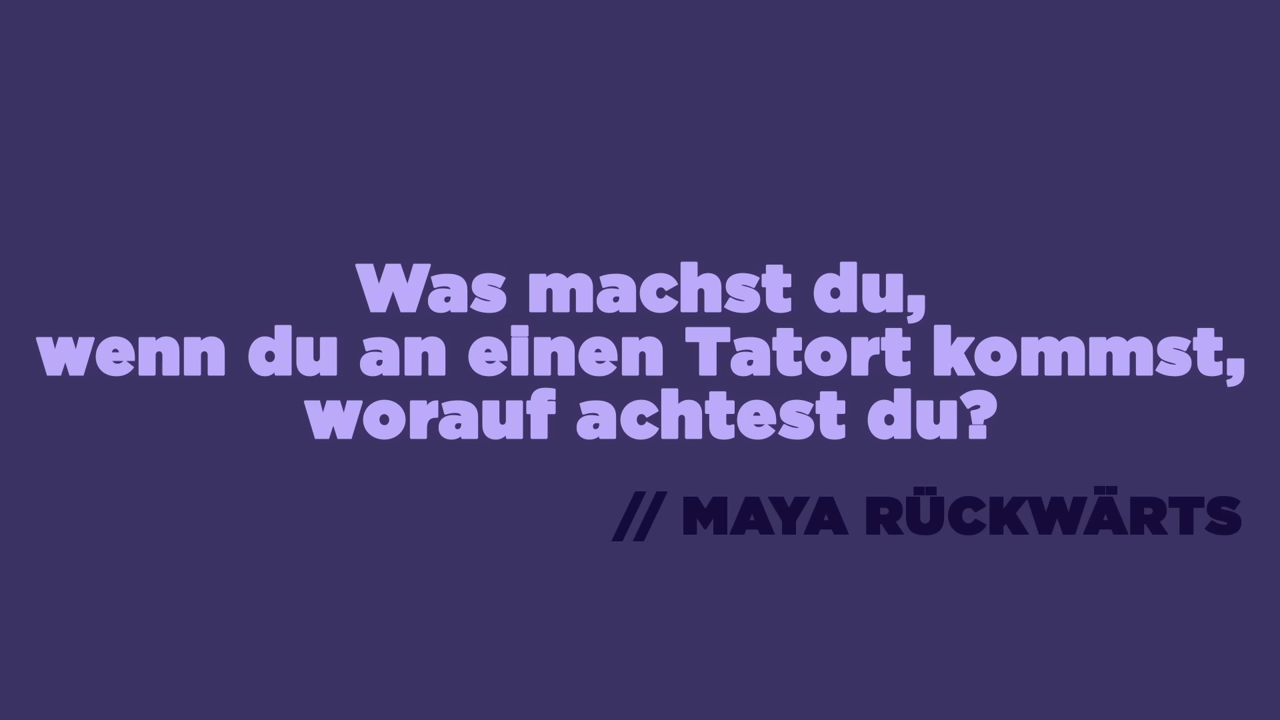 Was machst du,
wenn du an einen Tatort kommst,
worauf achtest du?
// MAYA RÜCKWÄRTS